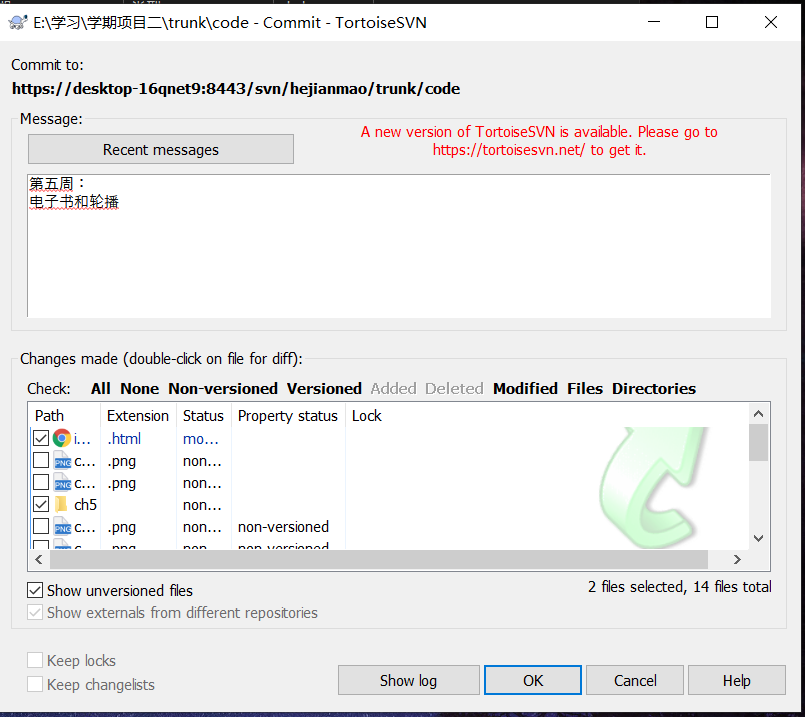 E:\学习\学期项目二\trunk\code - Commit - TortoiseSVN
Commit to:
https://desktop-16qnet9:8443/svn/hejianmao/trunk/code
Message:
Recent messages
A new version of TortoiseSVN is available. Please go to
https://tortoisesvn.net/ to get it.
第五周：
电子书和轮播
Changes made (double-click on file for diff):
Check: All None Non-versioned Versioned Added Deleted Modified Files Directories
Path Extension Status Property status Lock
i... .html mo...
c... .png non...
c... .png non...
ch5 non...
c... .png non... non-versioned
c... .png non... non-versioned
Show unversioned files
2 files selected, 14 files total
Show externals from different repositories
Keep locks
Keep changelists
Show log OK Cancel Help